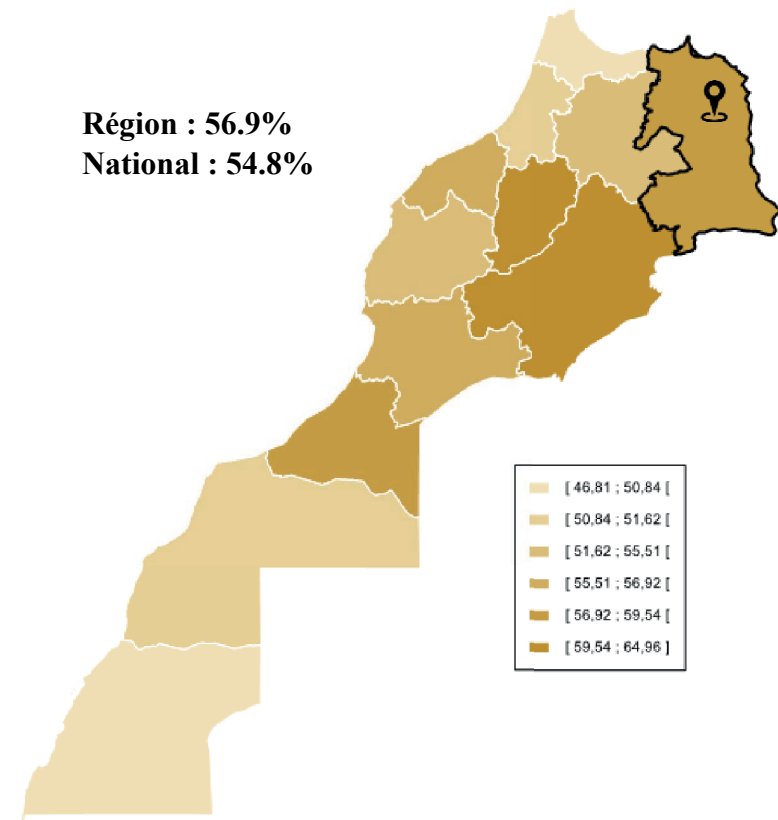 Région : 56.9%
National : 54.8%
[ 46,81 ; 50,84 [
[ 50,84 ; 51,62 [
[ 51,62 ; 55,51 [
[ 55,51 ; 56,92 [
[ 56,92 ; 59,54 [
[ 59,54 ; 64,96 ]